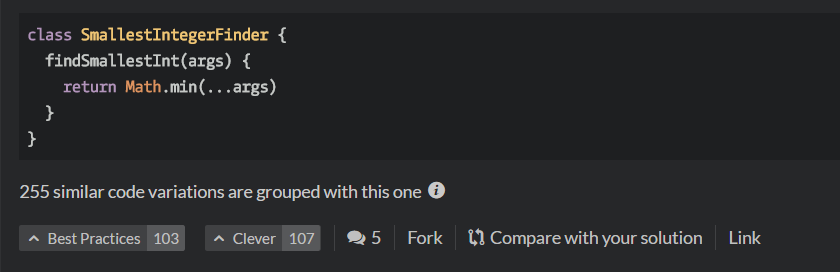 class SmallestIntegerFinder {
findSmallestInt(args) {
return Math.min(...args)
}
}
255 similar code variations are grouped with this one
Best Practices 103 Clever 107 5 Fork Compare with your solution Link